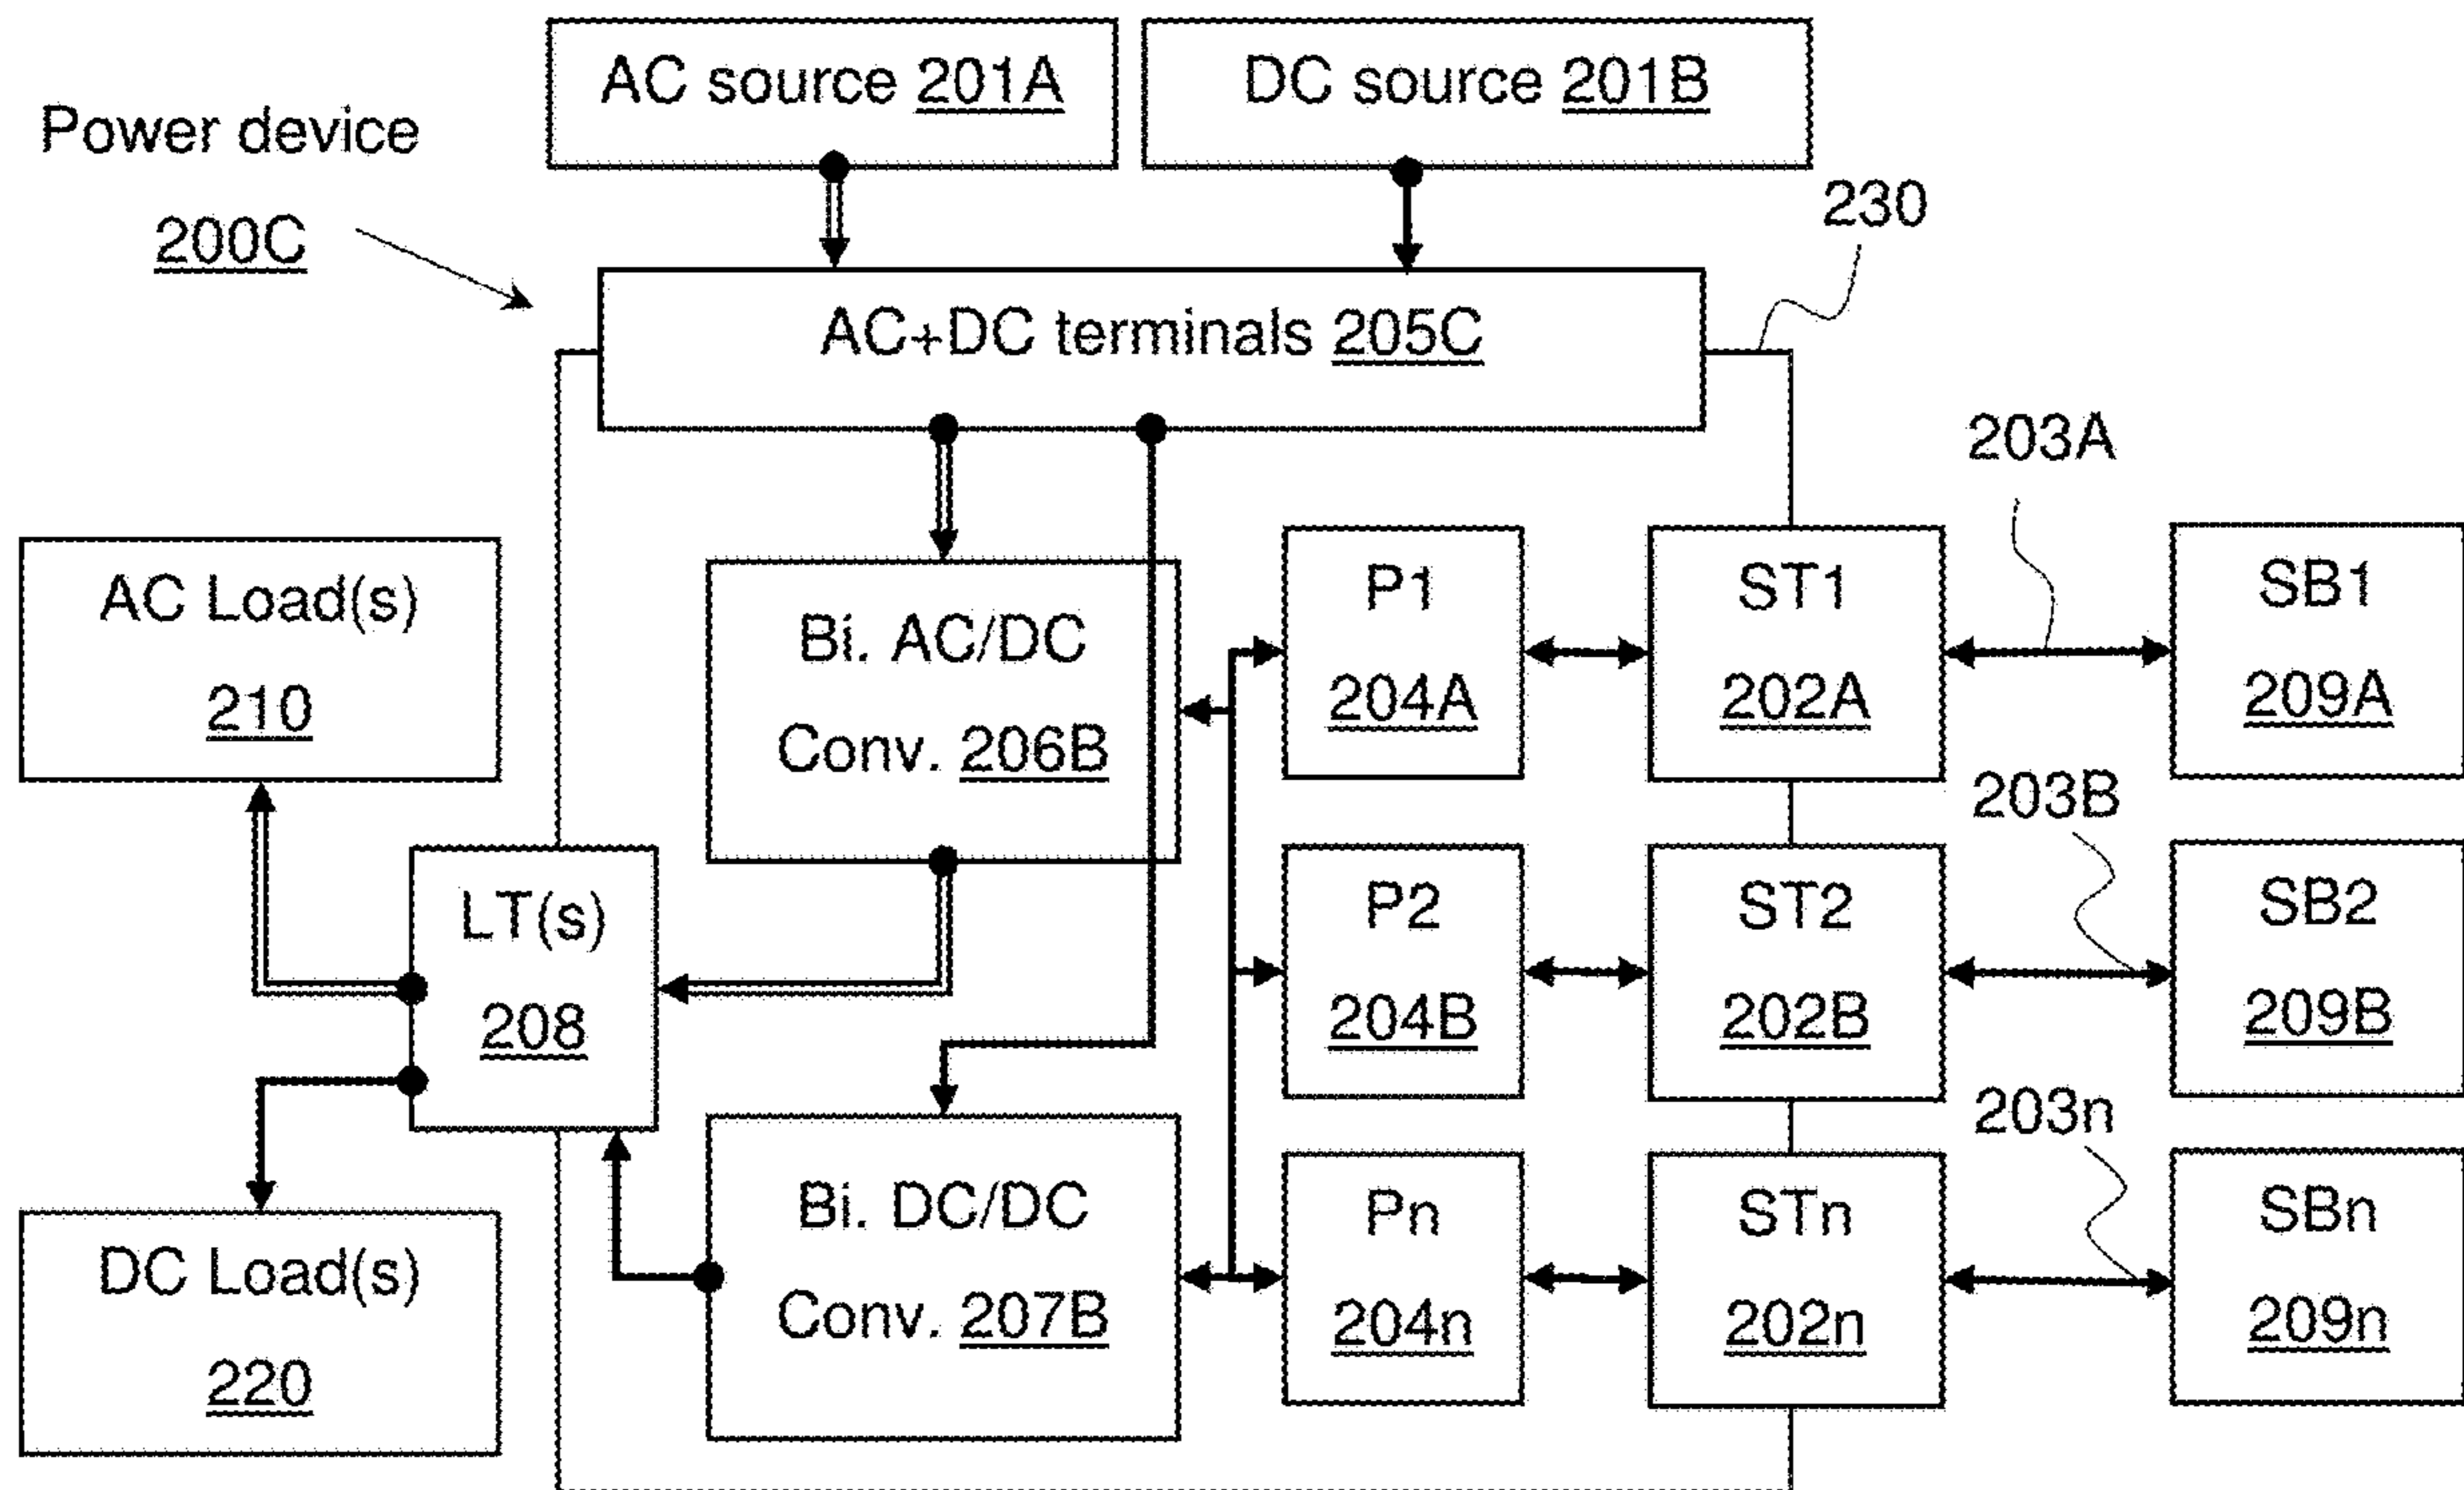 AC source 201A
DC source 201B
Power device
200C
230
AC+DC terminals 205C
203A
AC Load(s)
210
Bi. AC/DC
Conv. 206B
P1
204A
ST1
202A
SB1
209A
203B
LT(s)
208
P2
204B
ST2
202B
SB2
209B
203n
DC Load(s)
220
Bi. DC/DC
Conv. 207B
Pn
204n
STn
202n
SBn
209n